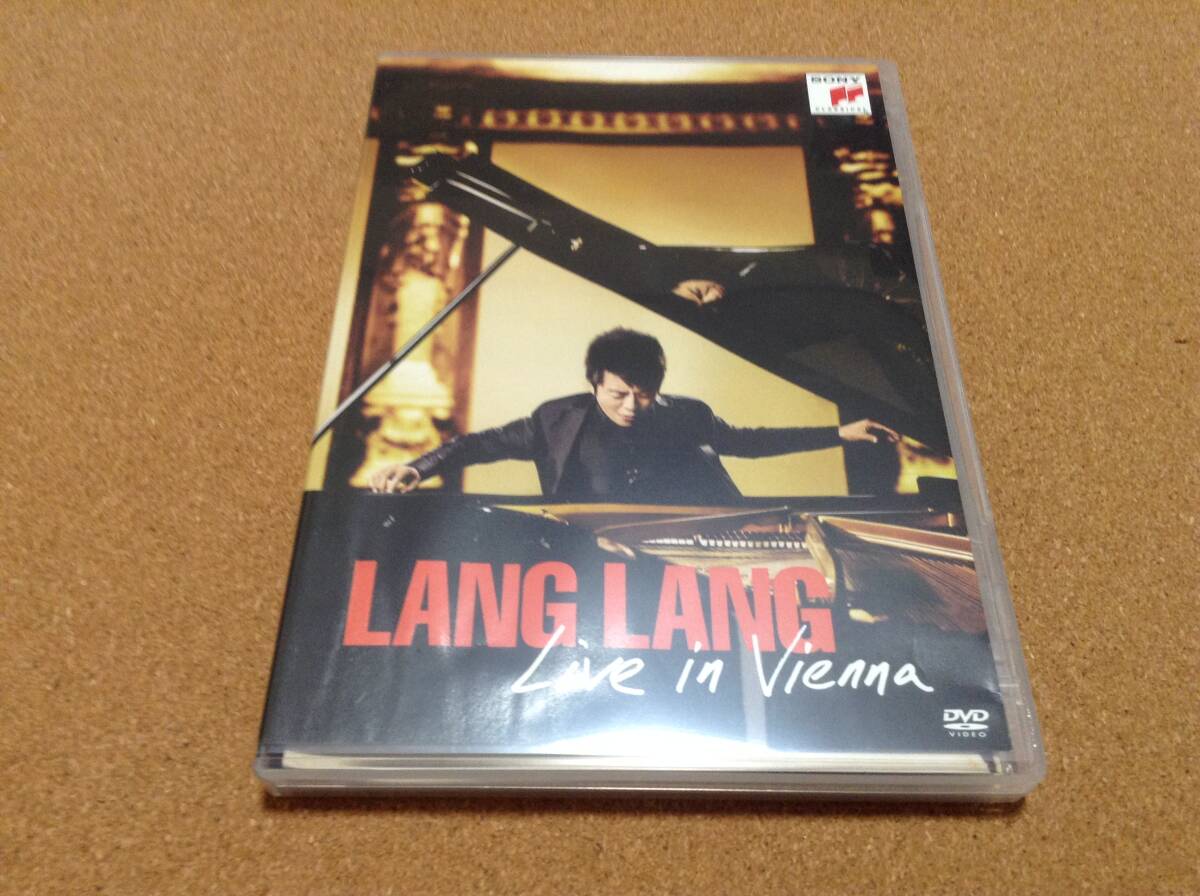 SONY
CLASSICAL
LANG LANG
Live in Vienna
DVD
VIDEO